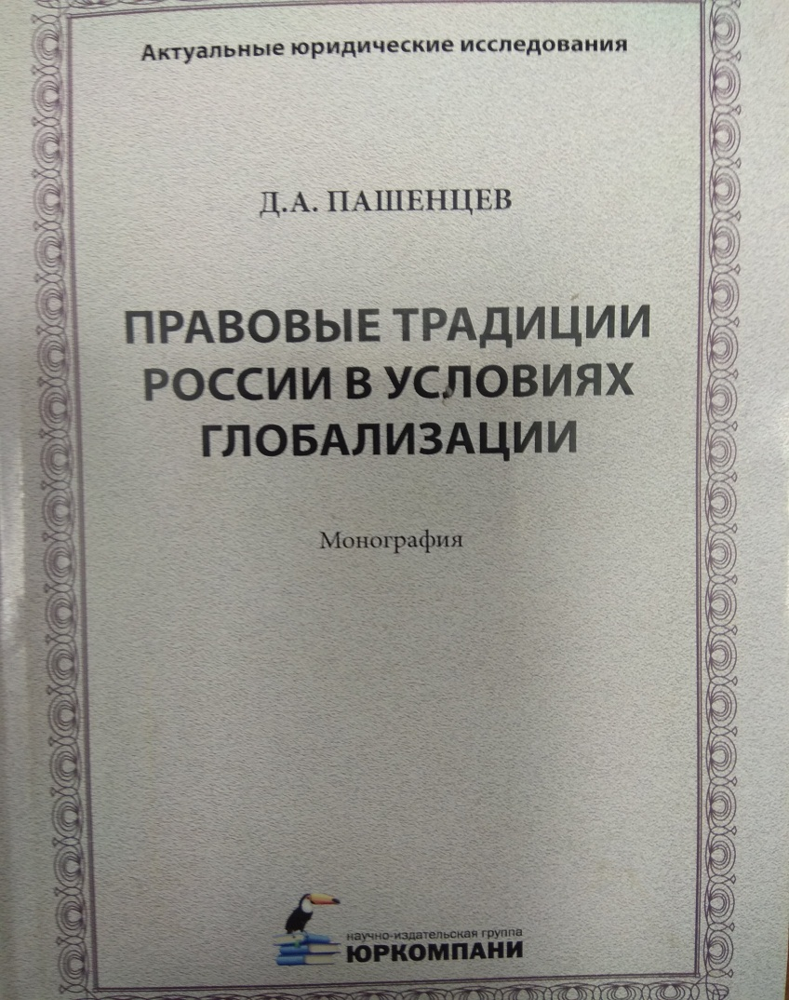 Актуальные юридические исследования
Д.А. ПАШЕНЦЕВ
ПРАВОВЫЕ ТРАДИЦИИ
РОССИИ В УСЛОВИЯХ
ГЛОБАЛИЗАЦИИ
Монография
научно-издательская группа
ЮРКОМПАНИ